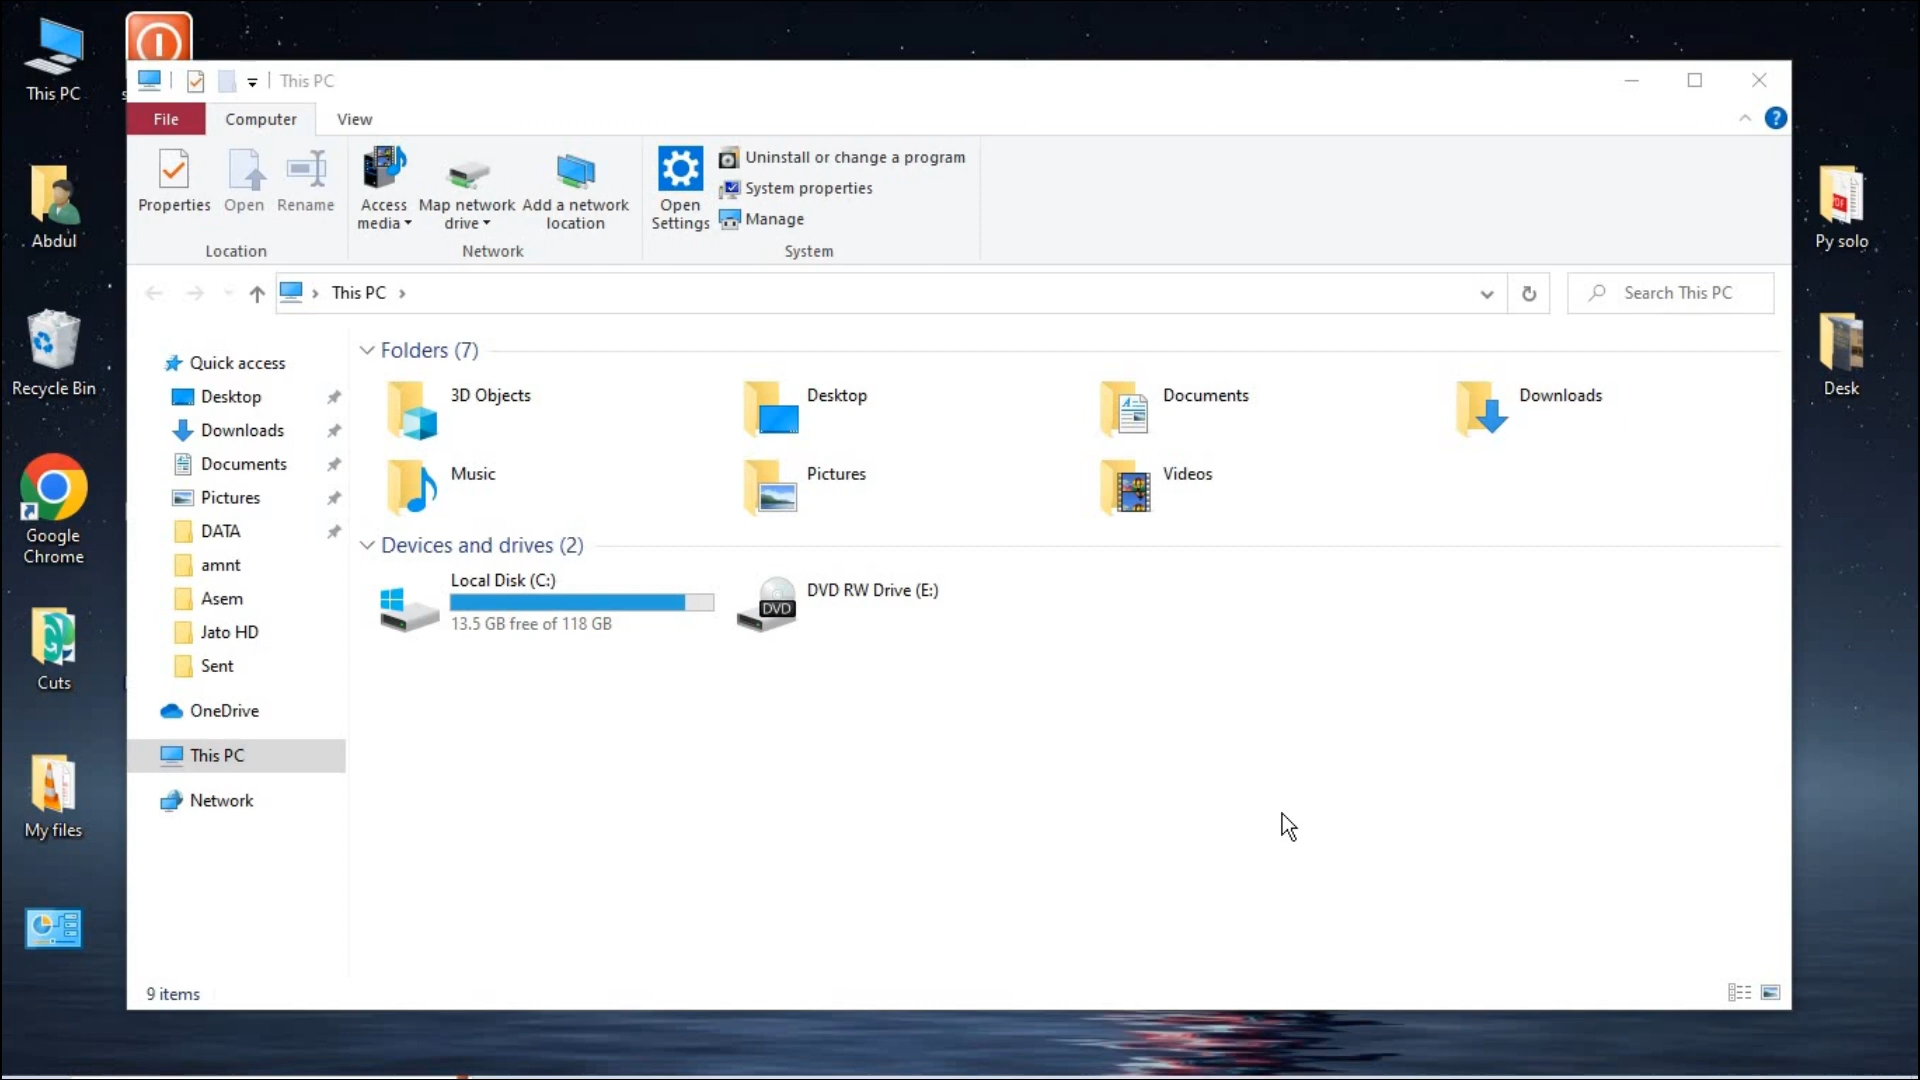 This PC
Abdul
Recycle Bin
Google
Chrome
Cuts
My files
This PC
File
Computer
View
?
Properties
Open
Rename
Location
Access
media
Map network
drive
Add a network
location
Network
Open
Settings
Uninstall or change a program
System properties
Manage
System
This PC
Search This PC
Quick access
Desktop
Downloads
Documents
Pictures
DATA
amnt
Asem
Jato HD
Sent
OneDrive
This PC
Network
Folders (7)
3D Objects
Desktop
Documents
Downloads
Music
Pictures
Videos
Devices and drives (2)
Local Disk (C:)
13.5 GB free of 118 GB
DVD
DVD RW Drive (E:)
9 items
PDF
Py solo
Desk